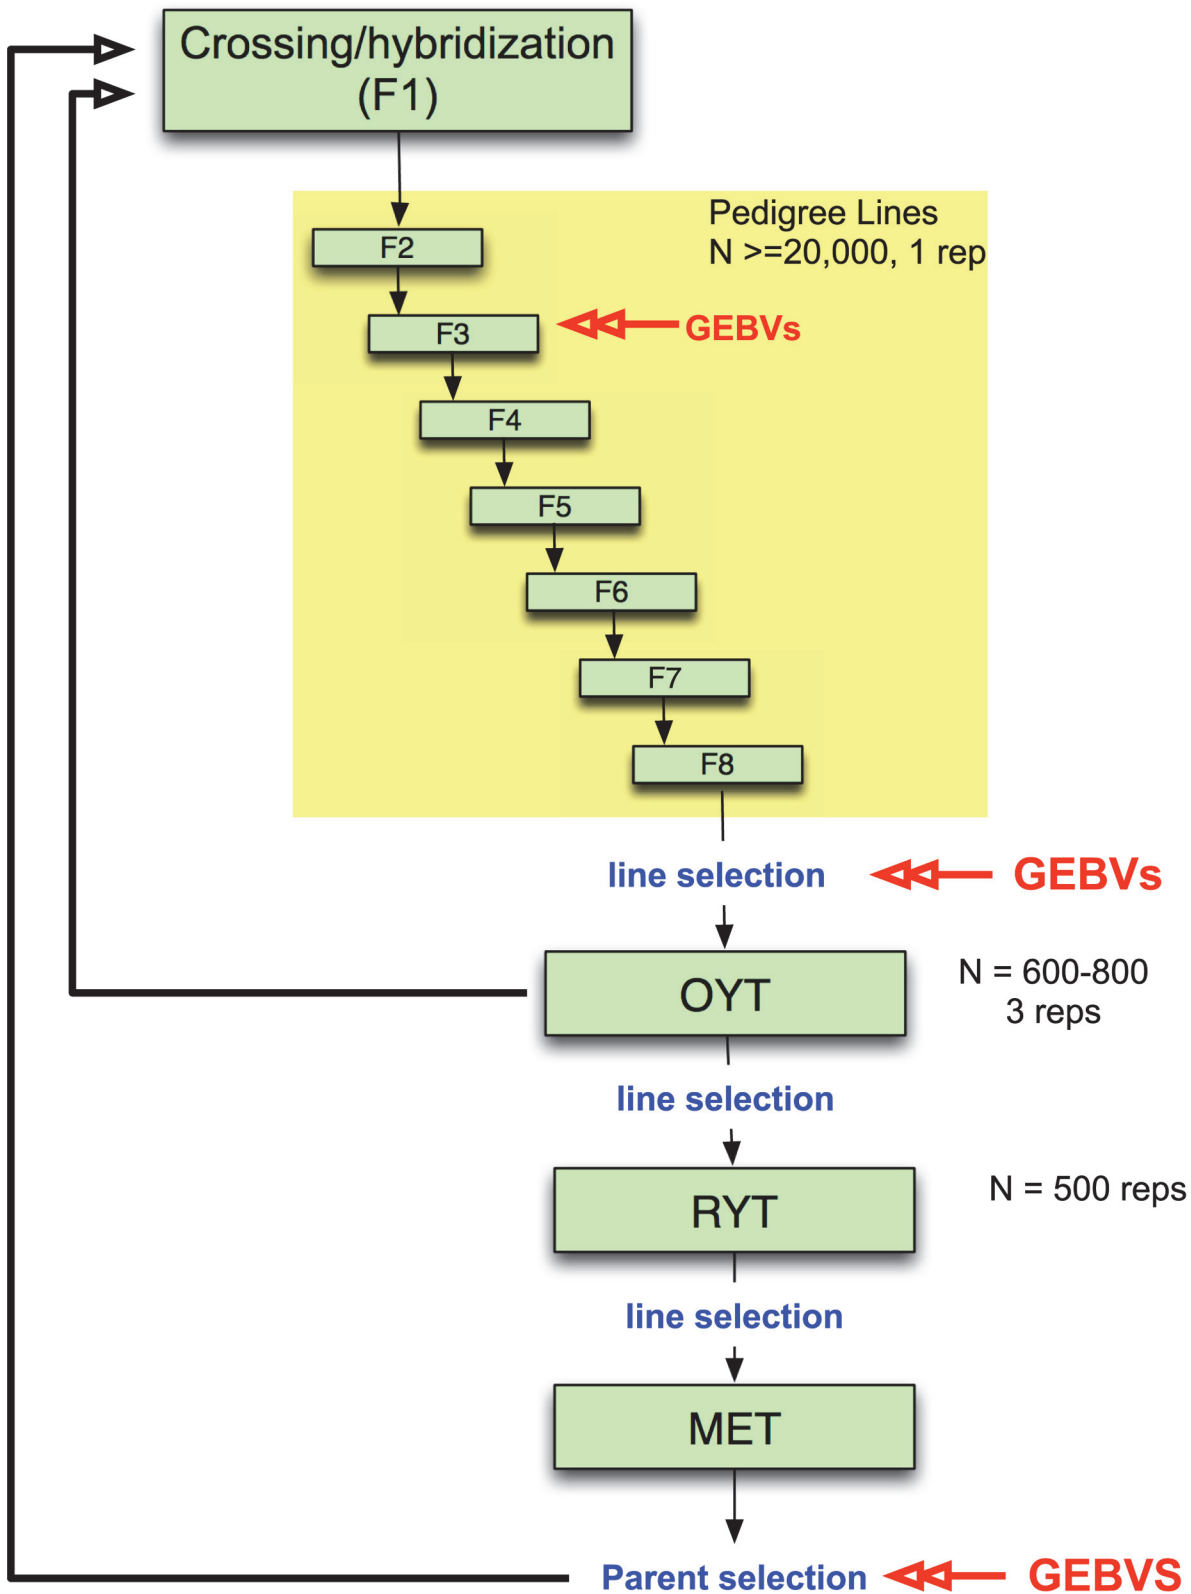 Crossing/hybridization
(F1)
Pedigree Lines
N >=20,000, 1 rep
F2
F3
GEBVs
F4
F5
F6
F7
F8
line selection
GEBVs
OYT
N = 600-800
3 reps
line selection
RYT
N = 500 reps
line selection
MET
Parent selection
GEBVS